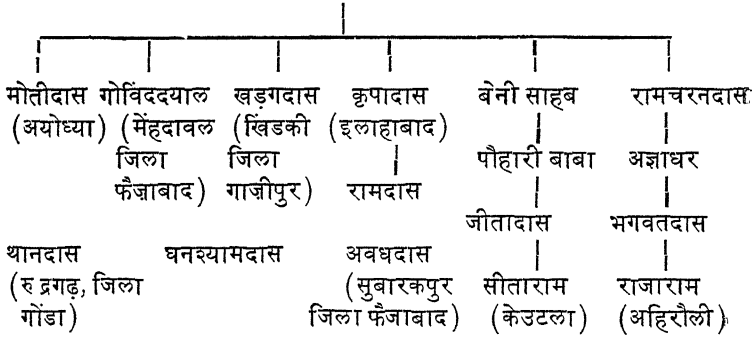 मोतीदास गोविंददयाल खड़गदास कृपादास बेनी साहब रामचरनदास
(अयोध्या) (मेंहदावल (खिंडकी (इलाहाबाद)
जिला जिला पौहारी बाबा अज्ञाधर
फैज़ाबाद) गाज़ीपुर) रामदास
जीतादास भगवतदास
थानदास घनश्यामदास अवधदास
(रुद्रगढ़, जिला (सुबारकपुर सीताराम राजाराम
गोंडा) जिला फैजाबाद) (केउटला) (अहिरौली)